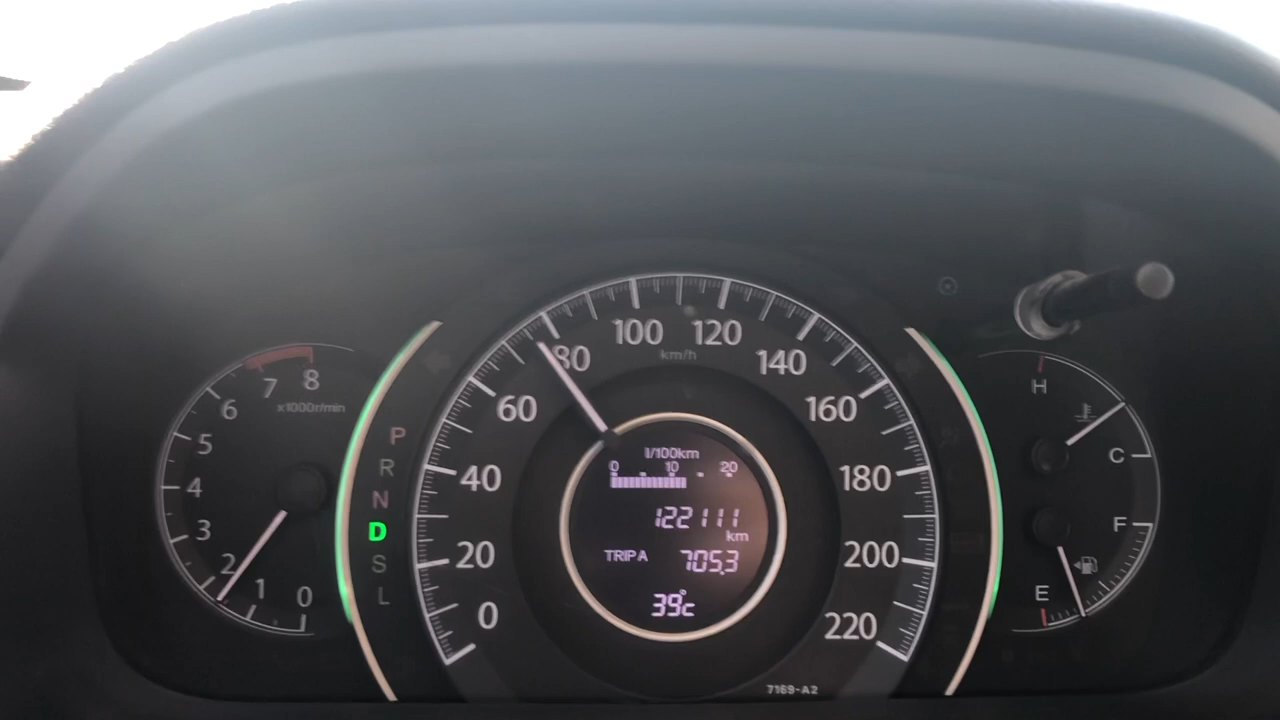 8
7
6
5
4
3
2
1
0
x1000r/min
P
R
N
D
S
L
0
20
40
60
80
100
120
140
160
180
200
220
km/h
l/100km
0 10 20
122111
km
TRIP A 705.3
39°c
7169-A2
H
C
F
E